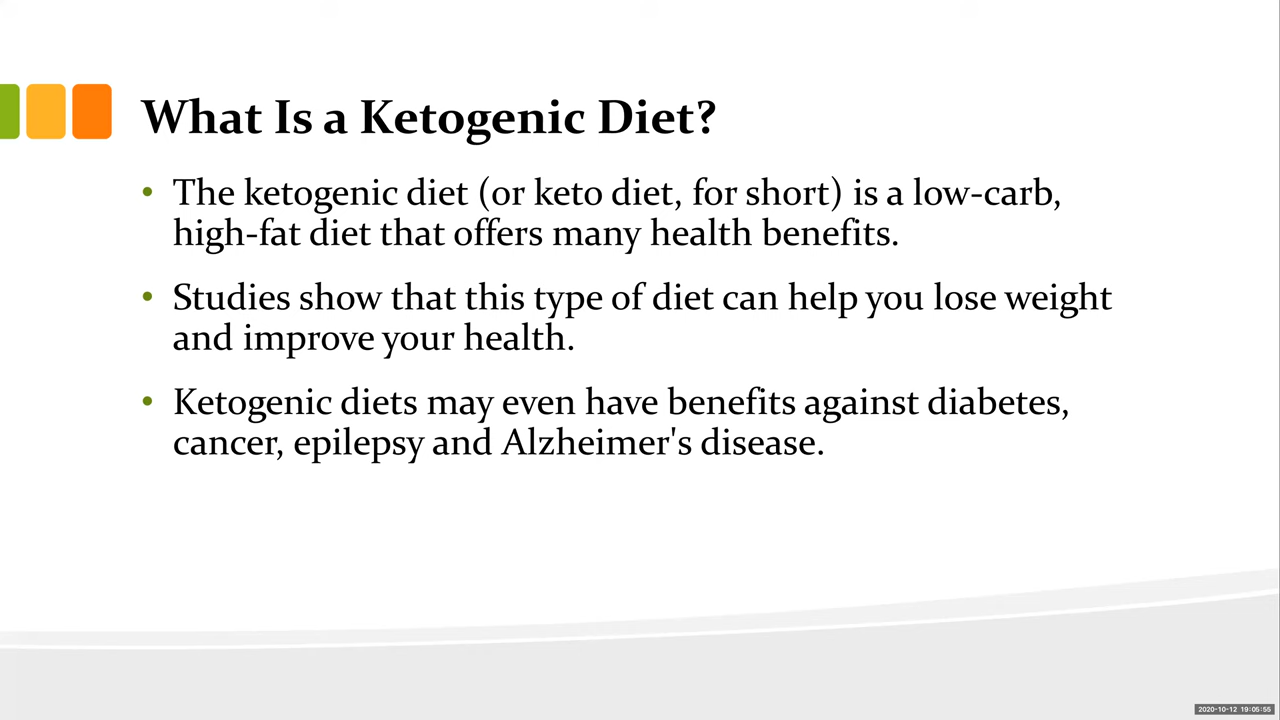 What Is a Ketogenic Diet?
• The ketogenic diet (or keto diet, for short) is a low-carb,
high-fat diet that offers many health benefits.
• Studies show that this type of diet can help you lose weight
and improve your health.
• Ketogenic diets may even have benefits against diabetes,
cancer, epilepsy and Alzheimer's disease.
2020-10-12 19:05:55